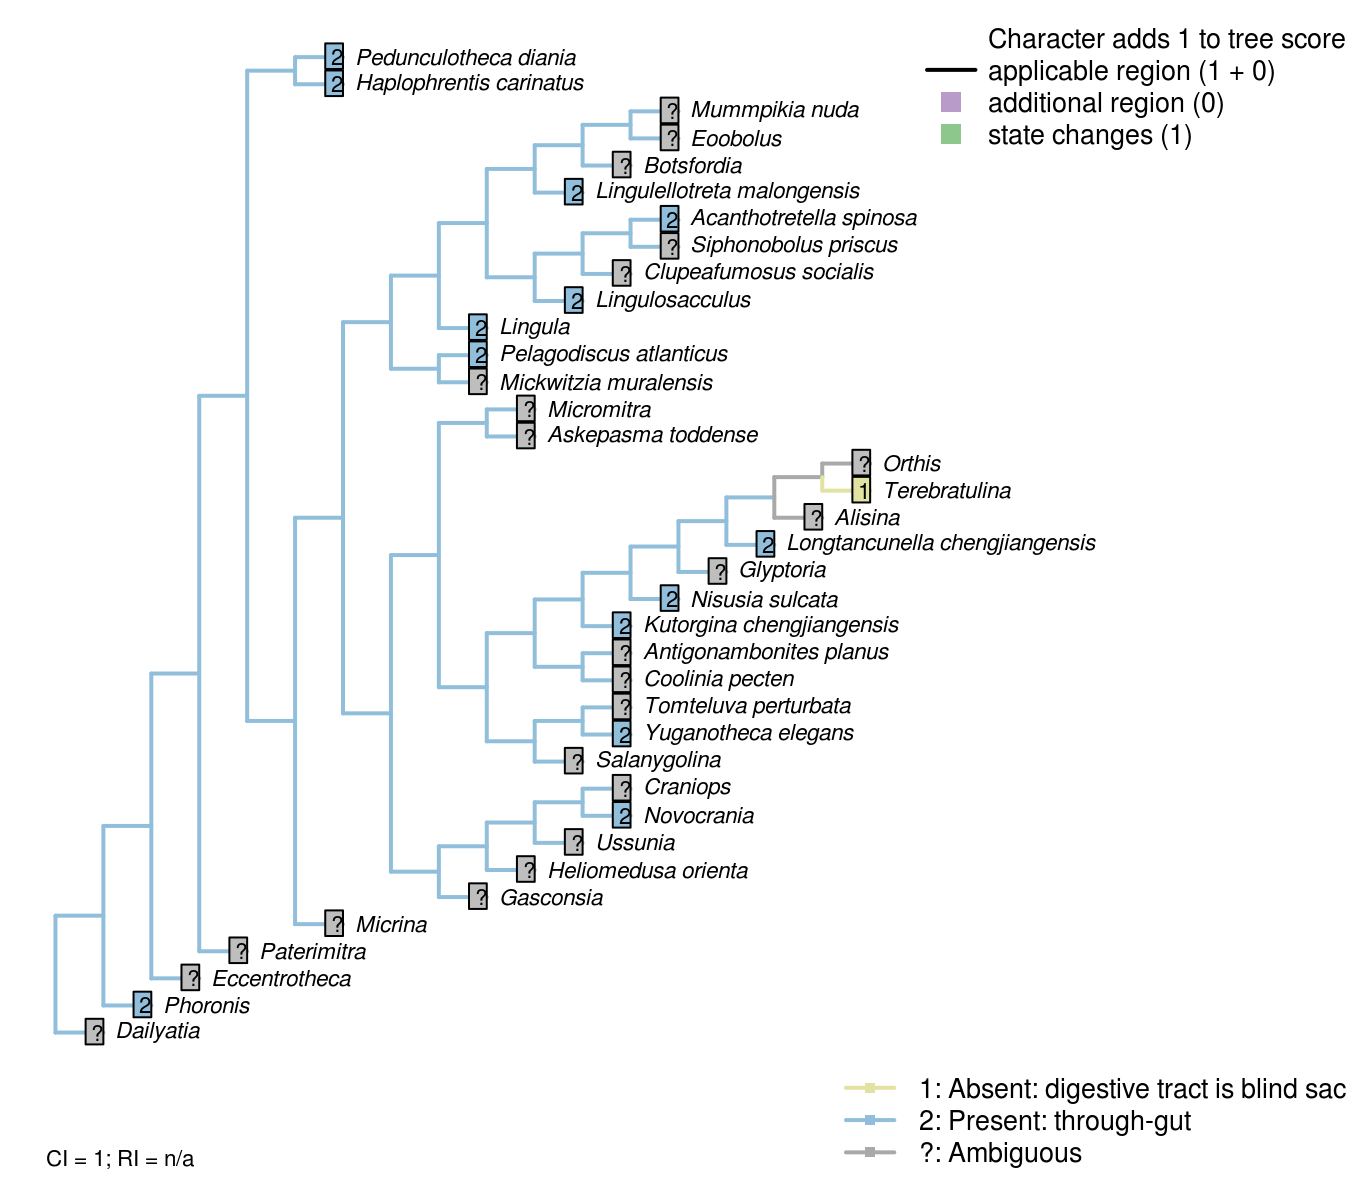 Character adds 1 to tree score
applicable region (1 + 0)
additional region (0)
state changes (1)
2 Pedunculotheca diania
2 Haplophrentis carinatus
? Mummpikia nuda
? Eoobolus
? Botsfordia
2 Lingulellotreta malongensis
2 Acanthotretella spinosa
? Siphonobolus priscus
? Clupeafumosus socialis
2 Lingulosacculus
2 Lingula
2 Pelagodiscus atlanticus
? Mickwitzia muralensis
? Micromitra
? Askepasma toddense
? Orthis
1 Terebratulina
? Alisina
2 Longtancunella chengjiangensis
? Glyptoria
2 Nisusia sulcata
2 Kutorgina chengjiangensis
? Antigonambonites planus
? Coolinia pecten
? Tomteluva perturbata
2 Yuganotheca elegans
? Salanygolina
? Craniops
2 Novocrania
? Ussunia
? Heliomedusa orienta
? Gasconsia
? Micrina
? Paterimitra
? Eccentrotheca
2 Phoronis
? Dailyatia
1: Absent: digestive tract is blind sac
2: Present: through-gut
?: Ambiguous
CI = 1; RI = n/a